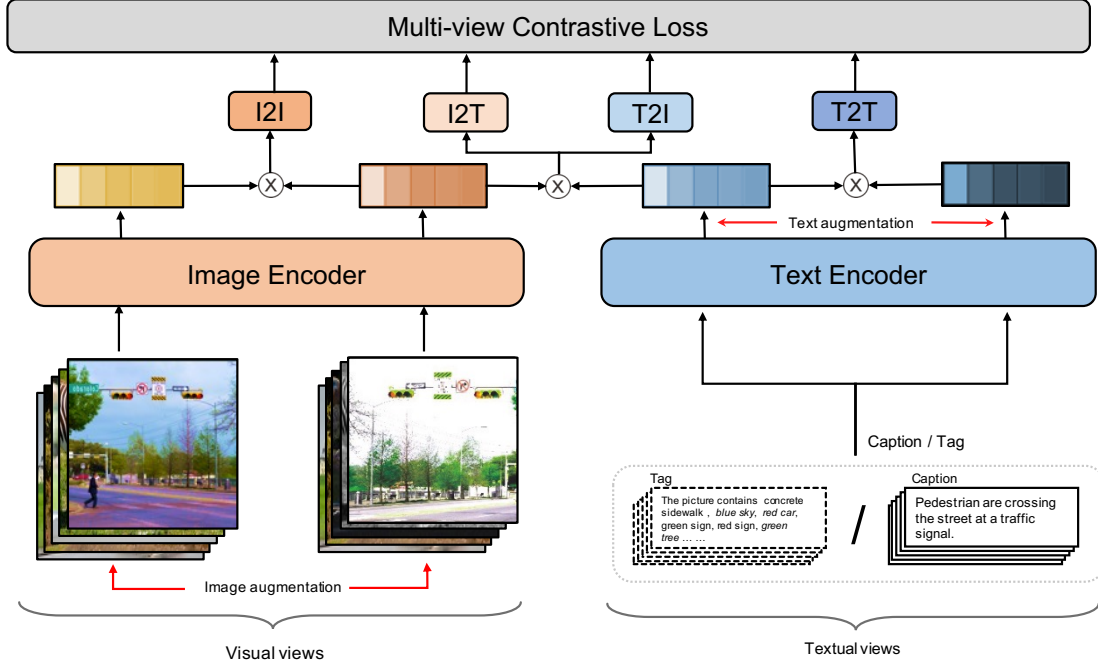 Multi-view Contrastive Loss
I2I
I2T
T2I
T2T
X
X
X
Text augmentation
Image Encoder
Text Encoder
Caption / Tag
Tag
The picture contains concrete
sidewalk , blue sky, red car,
green sign, red sign, green
tree ... ...
/
Caption
Pedestrian are crossing
the street at a traffic
signal.
Image augmentation
Visual views
Textual views